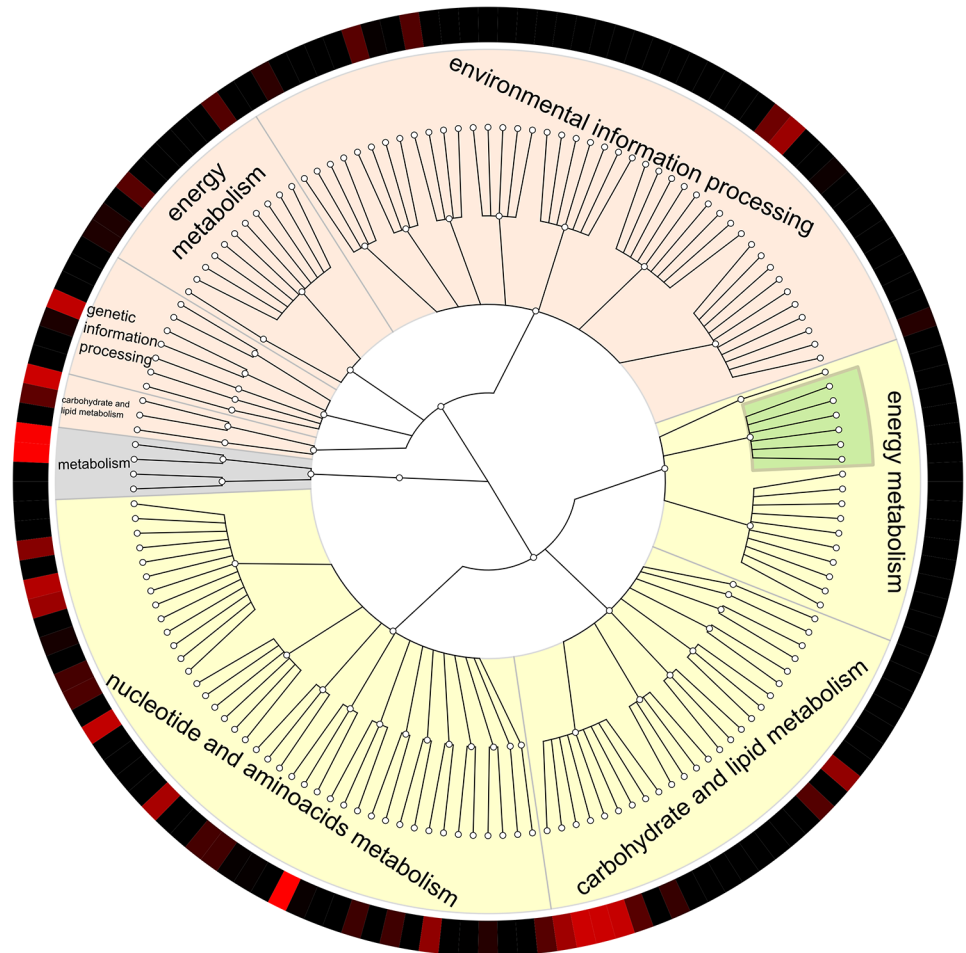 environmental information processing
energy
metabolism
genetic
information
processing
carbohydrate and
lipid metabolism
metabolism
energy metabolism
nucleotide and aminoacids metabolism
carbohydrate and lipid metabolism